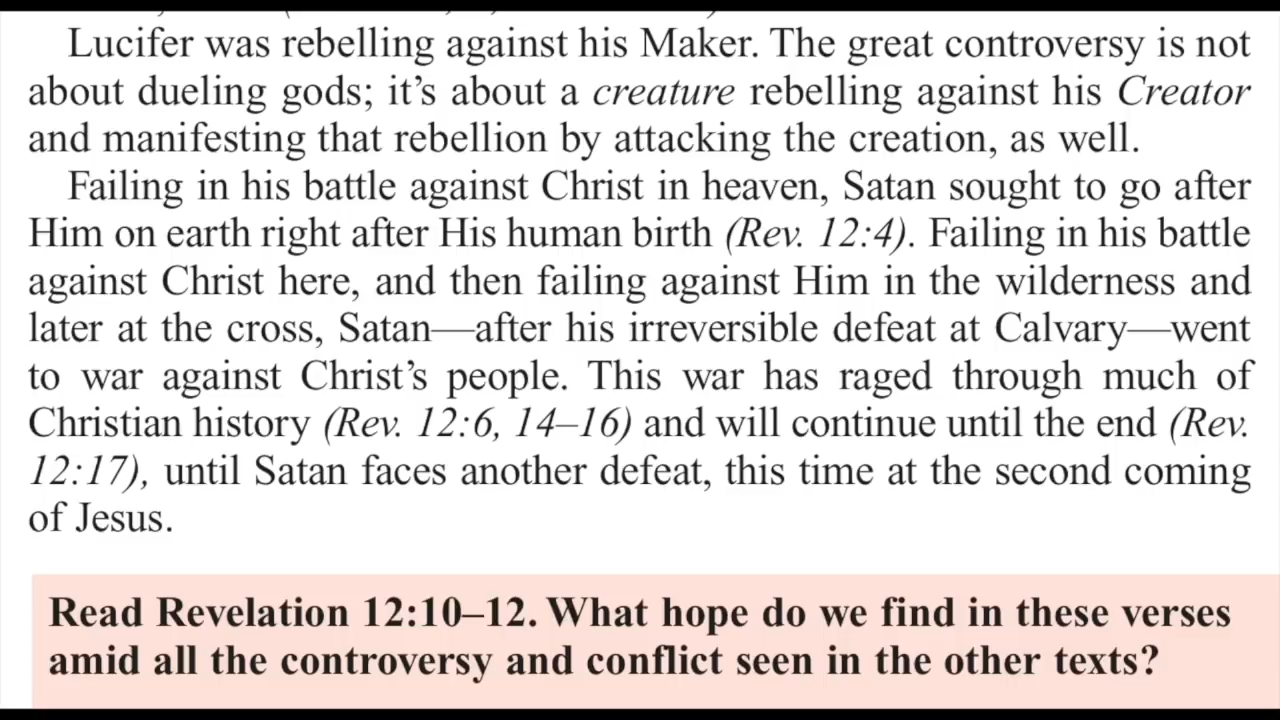 Lucifer was rebelling against his Maker. The great controversy is not
about dueling gods; it’s about a creature rebelling against his Creator
and manifesting that rebellion by attacking the creation, as well.
Failing in his battle against Christ in heaven, Satan sought to go after
Him on earth right after His human birth (Rev. 12:4). Failing in his battle
against Christ here, and then failing against Him in the wilderness and
later at the cross, Satan—after his irreversible defeat at Calvary—went
to war against Christ’s people. This war has raged through much of
Christian history (Rev. 12:6, 14–16) and will continue until the end (Rev.
12:17), until Satan faces another defeat, this time at the second coming
of Jesus.
Read Revelation 12:10–12. What hope do we find in these verses
amid all the controversy and conflict seen in the other texts?